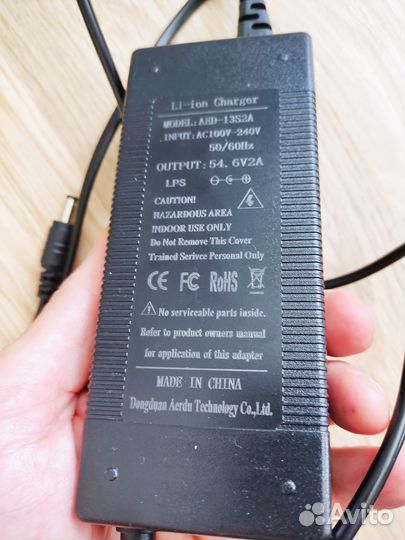 Li-ion Charger
MODEL: AED-13S2A
INPUT: AC100V-240V
50/60Hz
OUTPUT: 54.6V2A
LPS
CAUTION!
HAZARDOUS AREA
INDOOR USE ONLY
Do Not Remove This Cover
Trained Serivce Personal Only
CE FC RoHS
No serviceable parts inside.
Refer to product owners manual
for application of this adapter
MADE IN CHINA
Dongduan Aerdu Technology Co,Ltd.
Avito